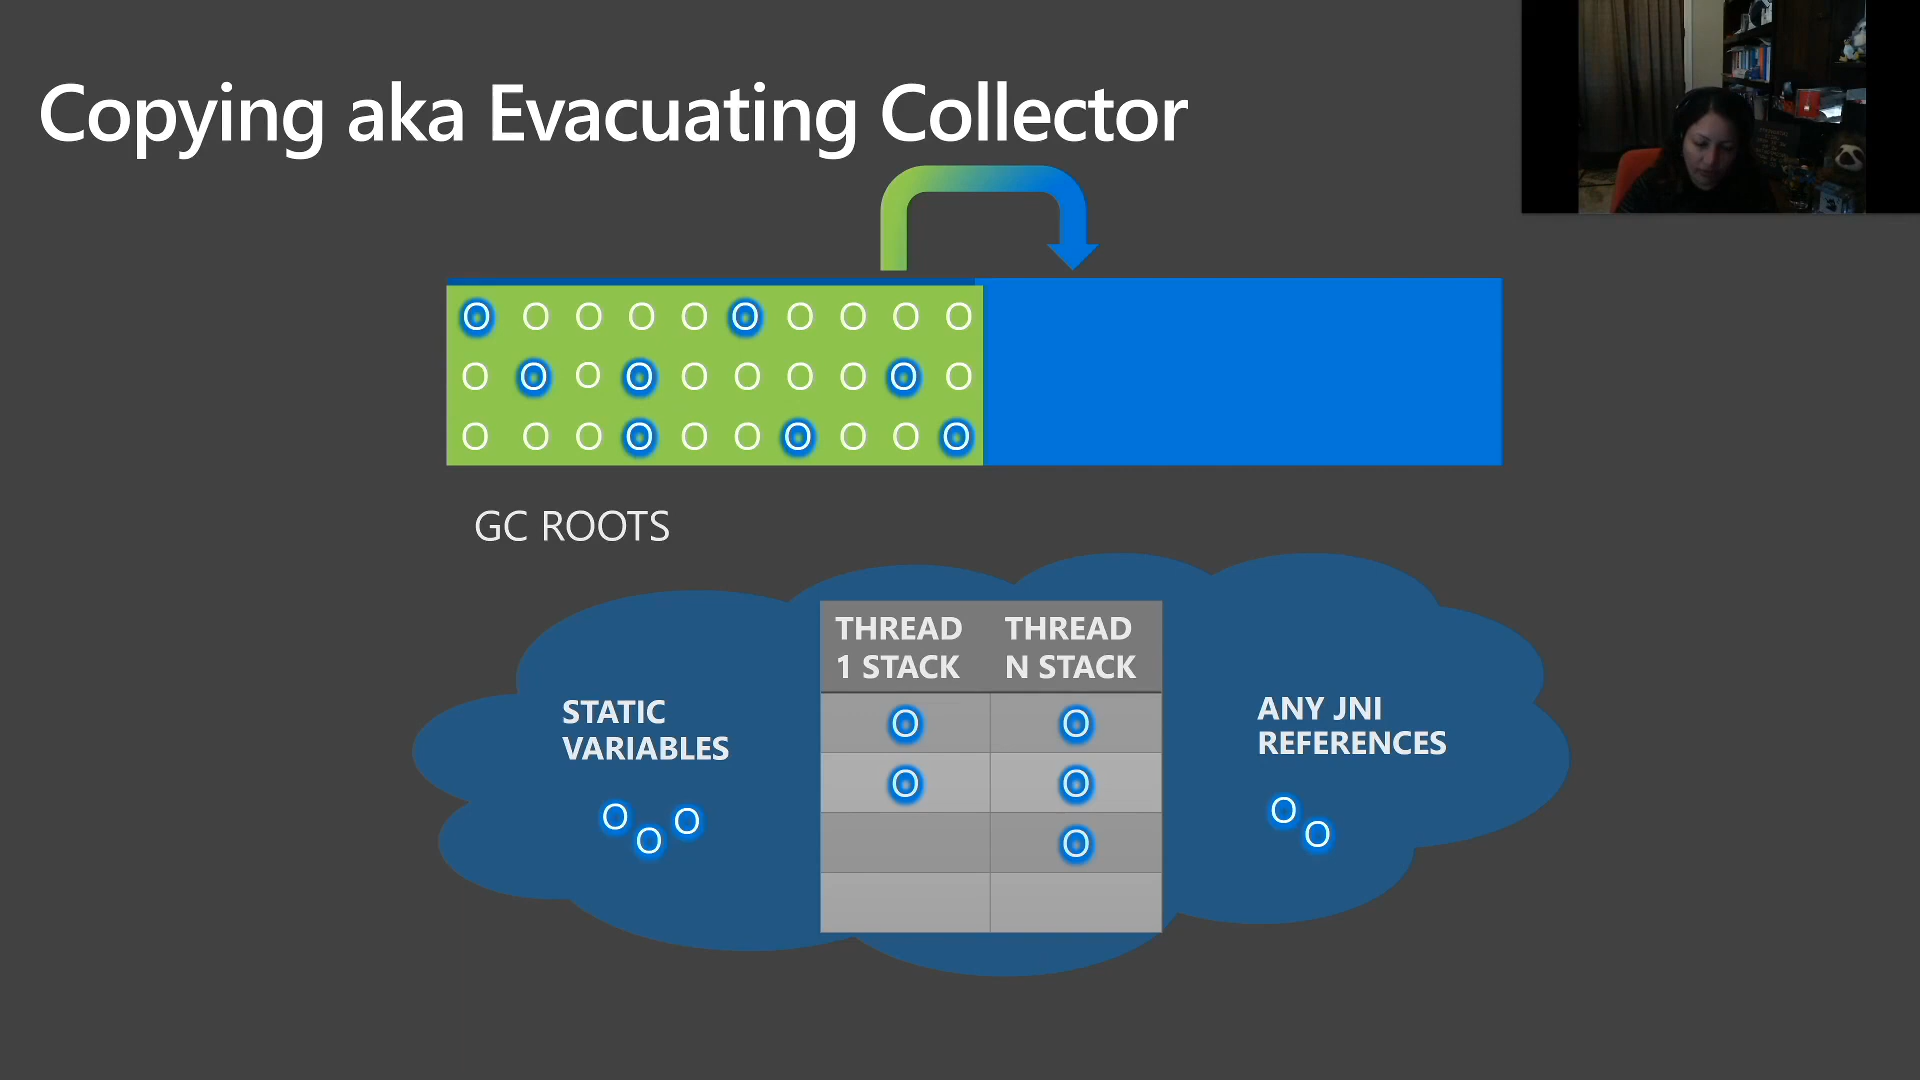 Copying aka Evacuating Collector
O O O O O O O O O O
O O O O O O O O O O
O O O O O O O O O O
GC ROOTS
THREAD 1 STACK
THREAD N STACK
STATIC
VARIABLES
O O O
O O
O O
O
ANY JNI
REFERENCES
O O